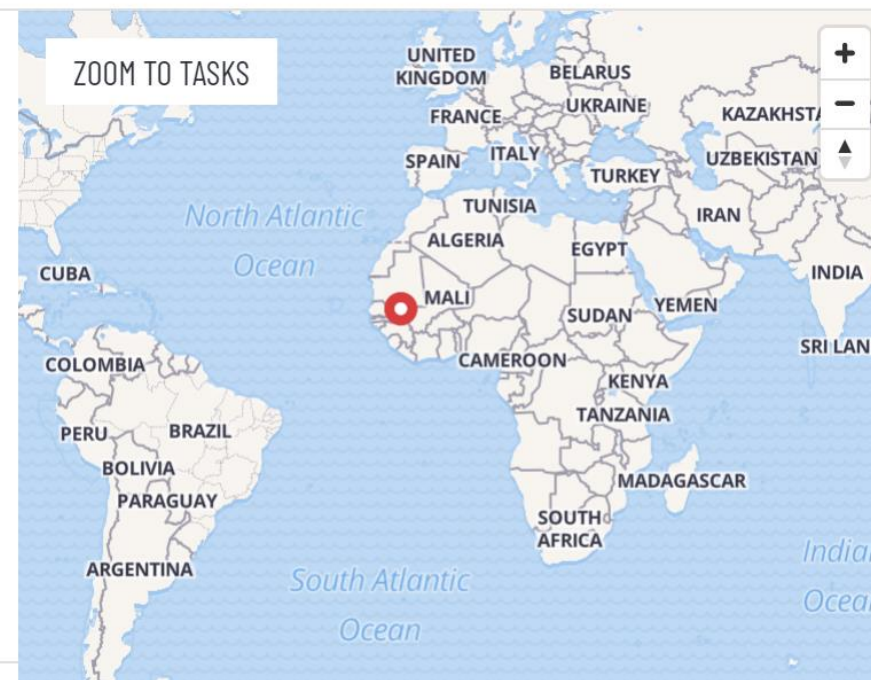 ZOOM TO TASKS
+
−
UNITED
KINGDOM
BELARUS
FRANCE
UKRAINE
KAZAKHSTA
SPAIN
ITALY
UZBEKISTAN
TURKEY
North Atlantic
Ocean
TUNISIA
IRAN
ALGERIA
EGYPT
CUBA
INDIA
MALI
YEMEN
SUDAN
SRI LAN
COLOMBIA
CAMEROON
KENYA
TANZANIA
PERU
BRAZIL
BOLIVIA
MADAGASCAR
PARAGUAY
SOUTH
AFRICA
ARGENTINA
South Atlantic
Ocean
India
Ocea